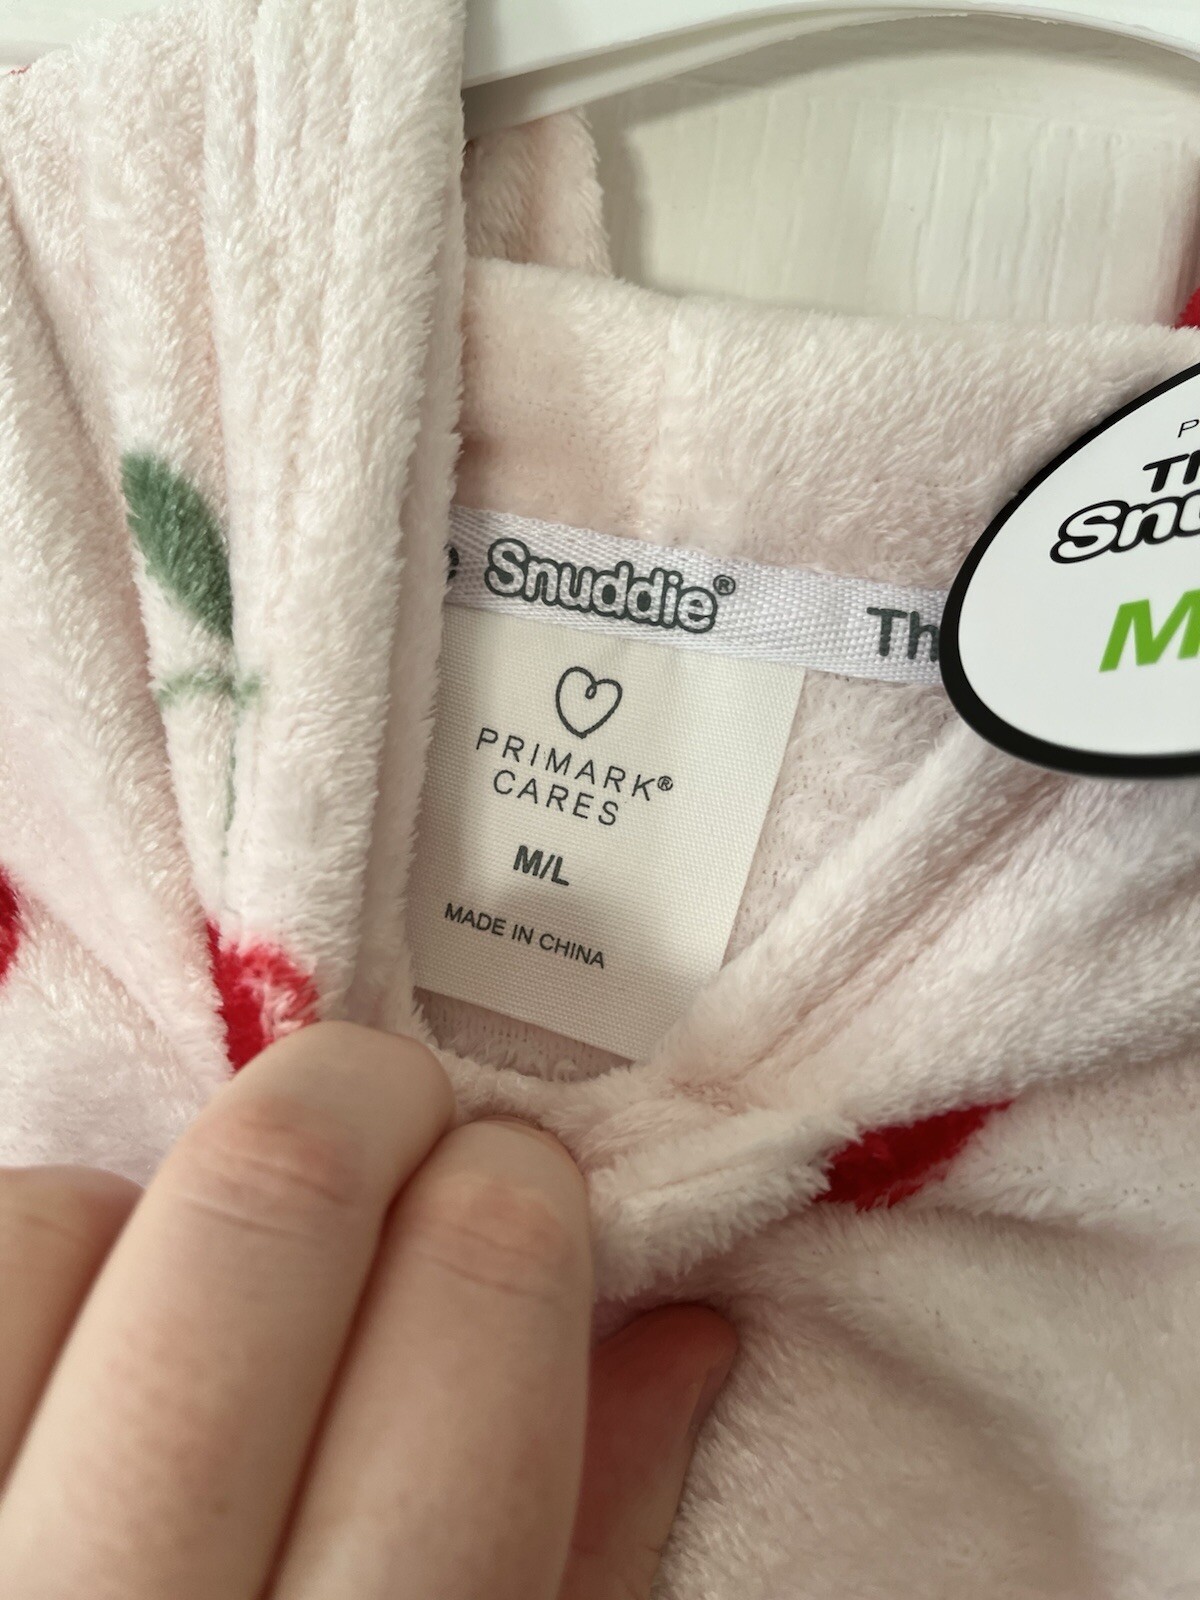 Snuddie®
Th
PRIMARK®
CARES
M/L
MADE IN CHINA
M